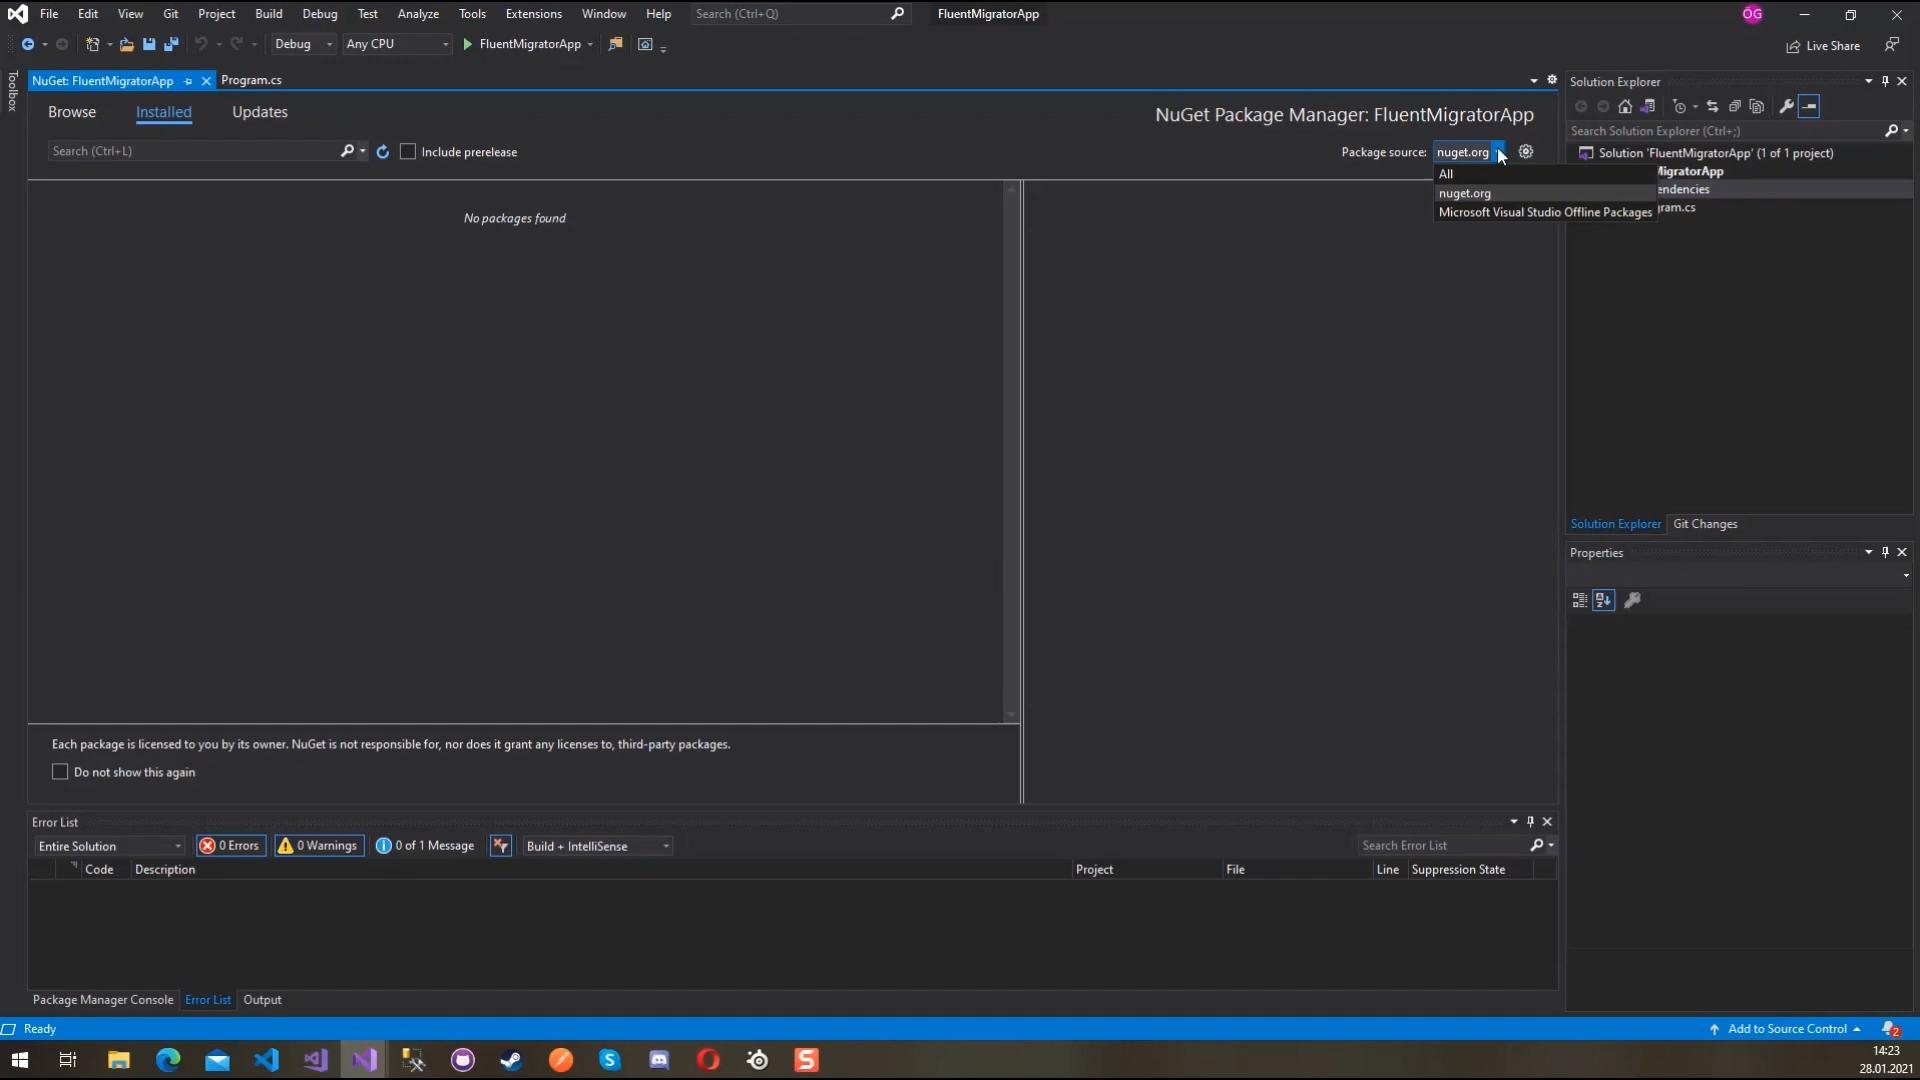 File Edit View Git Project Build Debug Test Analyze Tools Extensions Window Help Search (Ctrl+Q) FluentMigratorApp OG
Debug Any CPU FluentMigratorApp Live Share
Toolbox
NuGet: FluentMigratorApp Program.cs
Browse Installed Updates
NuGet Package Manager: FluentMigratorApp
Search (Ctrl+L) Include prerelease
Package source: nuget.org
All
nuget.org
Microsoft Visual Studio Offline Packages
No packages found
Each package is licensed to you by its owner. NuGet is not responsible for, nor does it grant any licenses to, third-party packages.
Do not show this again
Solution Explorer
Search Solution Explorer (Ctrl+;)
Solution 'FluentMigratorApp' (1 of 1 project)
MigratorApp
endencies
gram.cs
Solution Explorer Git Changes
Properties
Error List
Entire Solution 0 Errors 0 Warnings 0 of 1 Message Build + IntelliSense Search Error List
Code Description Project File Line Suppression State
Package Manager Console Error List Output
Ready Add to Source Control 2
14:23
28.01.2021